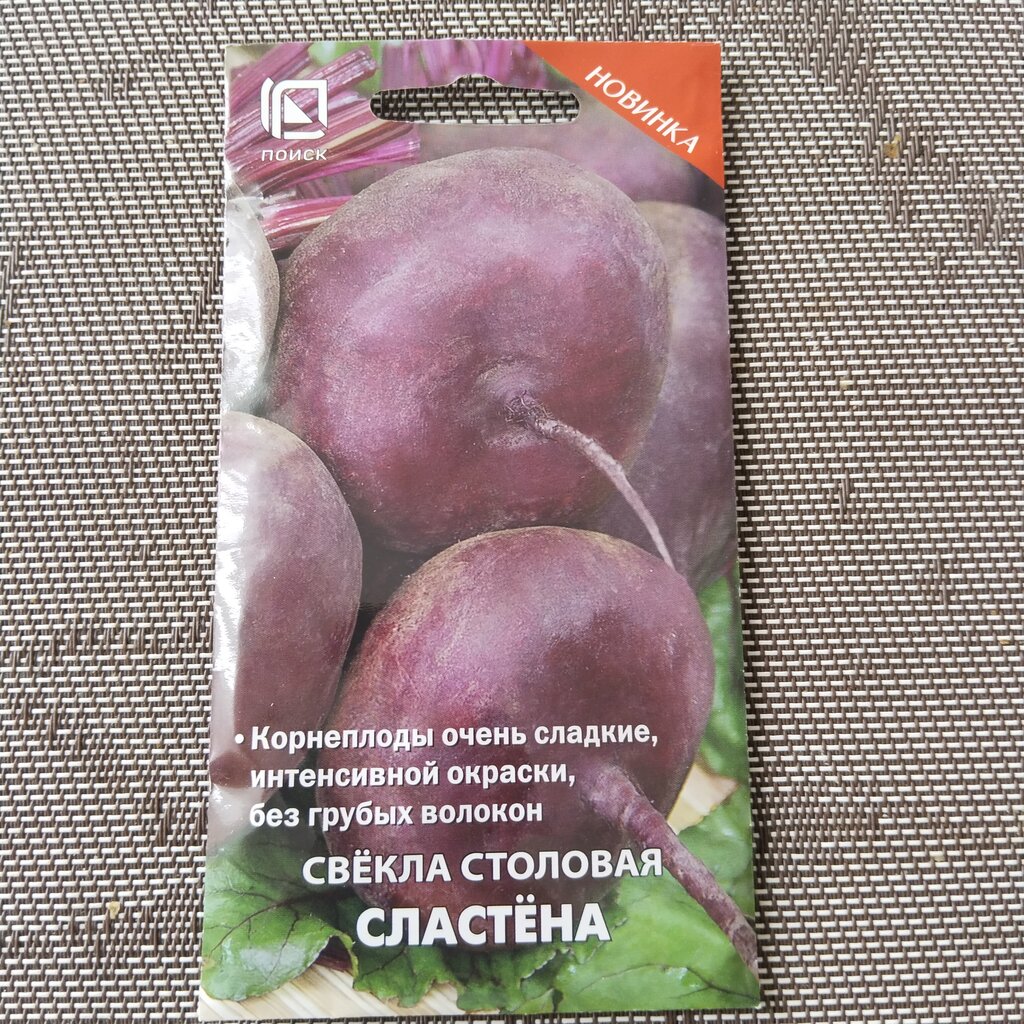 ПОИСК
НОВИНКА
• Корнеплоды очень сладкие,
интенсивной окраски,
без грубых волокон
СВЁКЛА СТОЛОВАЯ
СЛАСТЁНА